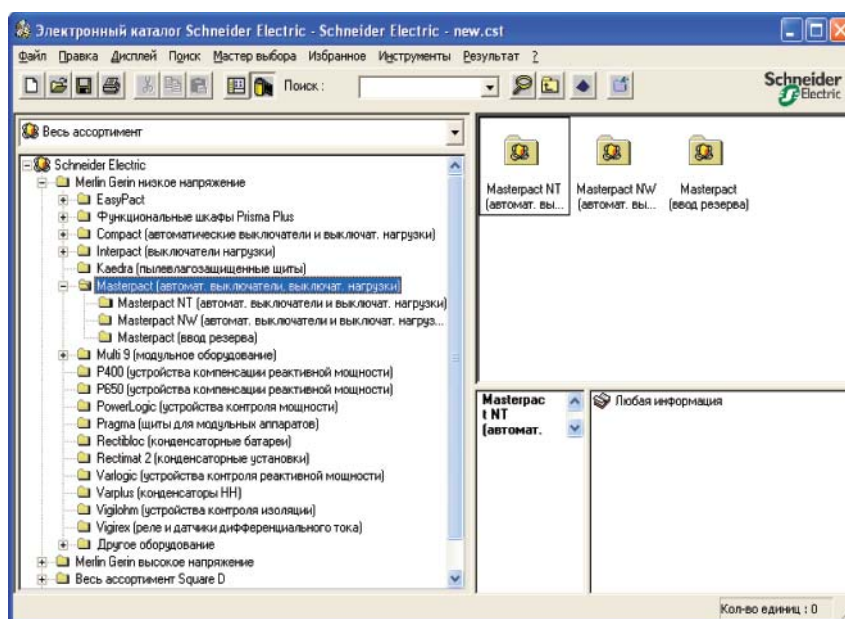 Электронный каталог Schneider Electric - Schneider Electric - new.cst
Файл Правка Дисплей Поиск Мастер выбора Избранное Инструменты Результат ?
Поиск :
Schneider
Electric
Весь ассортимент
Schneider Electric
Merlin Gerin низкое напряжение
EasyPact
Функциональные шкафы Prisma Plus
Compact (автоматические выключатели и выключат. нагрузки)
Interpact (выключатели нагрузки)
Kaedra (пылевлагозащищенные щиты)
Masterpact (автомат. выключатели, выключат. нагрузки)
Masterpact NT (автомат. выключатели и выключат. нагрузки)
Masterpact NW (автомат. выключатели и выключат. нагруз...
Masterpact (ввод резерва)
Multi 9 (модульное оборудование)
P400 (устройства компенсации реактивной мощности)
P650 (устройства компенсации реактивной мощности)
PowerLogic (устройства контроля мощности)
Pragma (щиты для модульных аппаратов)
Rectibloc (конденсаторные батареи)
Rectimat 2 (конденсаторные установки)
Varlogic (устройства контроля реактивной мощности)
Varplus (конденсаторы НН)
Vigilohm (устройства контроля изоляции)
Vigirex (реле и датчики дифференциального тока)
Другое оборудование
Merlin Gerin высокое напряжение
Весь ассортимент Square D
Masterpact NT
(автомат. вы...
Masterpact NW
(автомат. вы...
Masterpact
(ввод резерва)
Masterpac
t NT
(автомат.
Любая информация
Кол-во единиц : 0